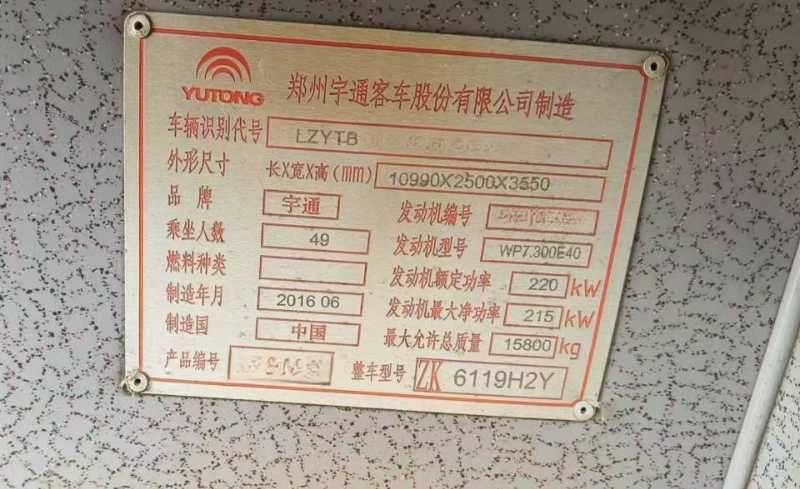 YUTONG 郑州宇通客车股份有限公司制造
车辆识别代号 LZYTB
外形尺寸 长X宽X高(mm) 10990X2500X3550
品牌 宇通 发动机编号
乘坐人数 49 发动机型号 WP7.300E40
燃料种类 发动机额定功率 220 kW
制造年月 2016 06 发动机最大净功率 215 kW
制造国 中国 最大允许总质量 15800 kg
产品编号 整车型号 ZK 6119H2Y